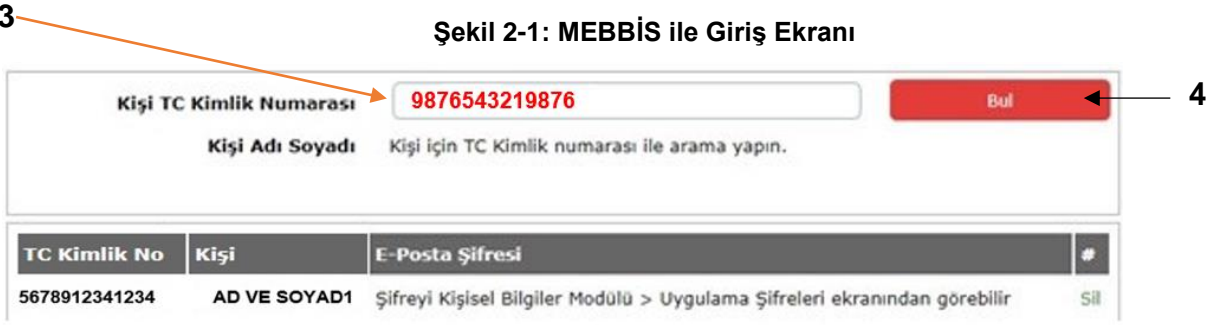 3
Şekil 2-1: MEBBİS ile Giriş Ekranı
Kişi TC Kimlik Numarası 9876543219876 Bul 4
Kişi Adı Soyadı Kişi için TC Kimlik numarası ile arama yapın.
TC Kimlik No Kişi E-Posta Şifresi #
5678912341234 AD VE SOYAD1 Şifreyi Kişisel Bilgiler Modülü > Uygulama Şifreleri ekranından görebilir Sil